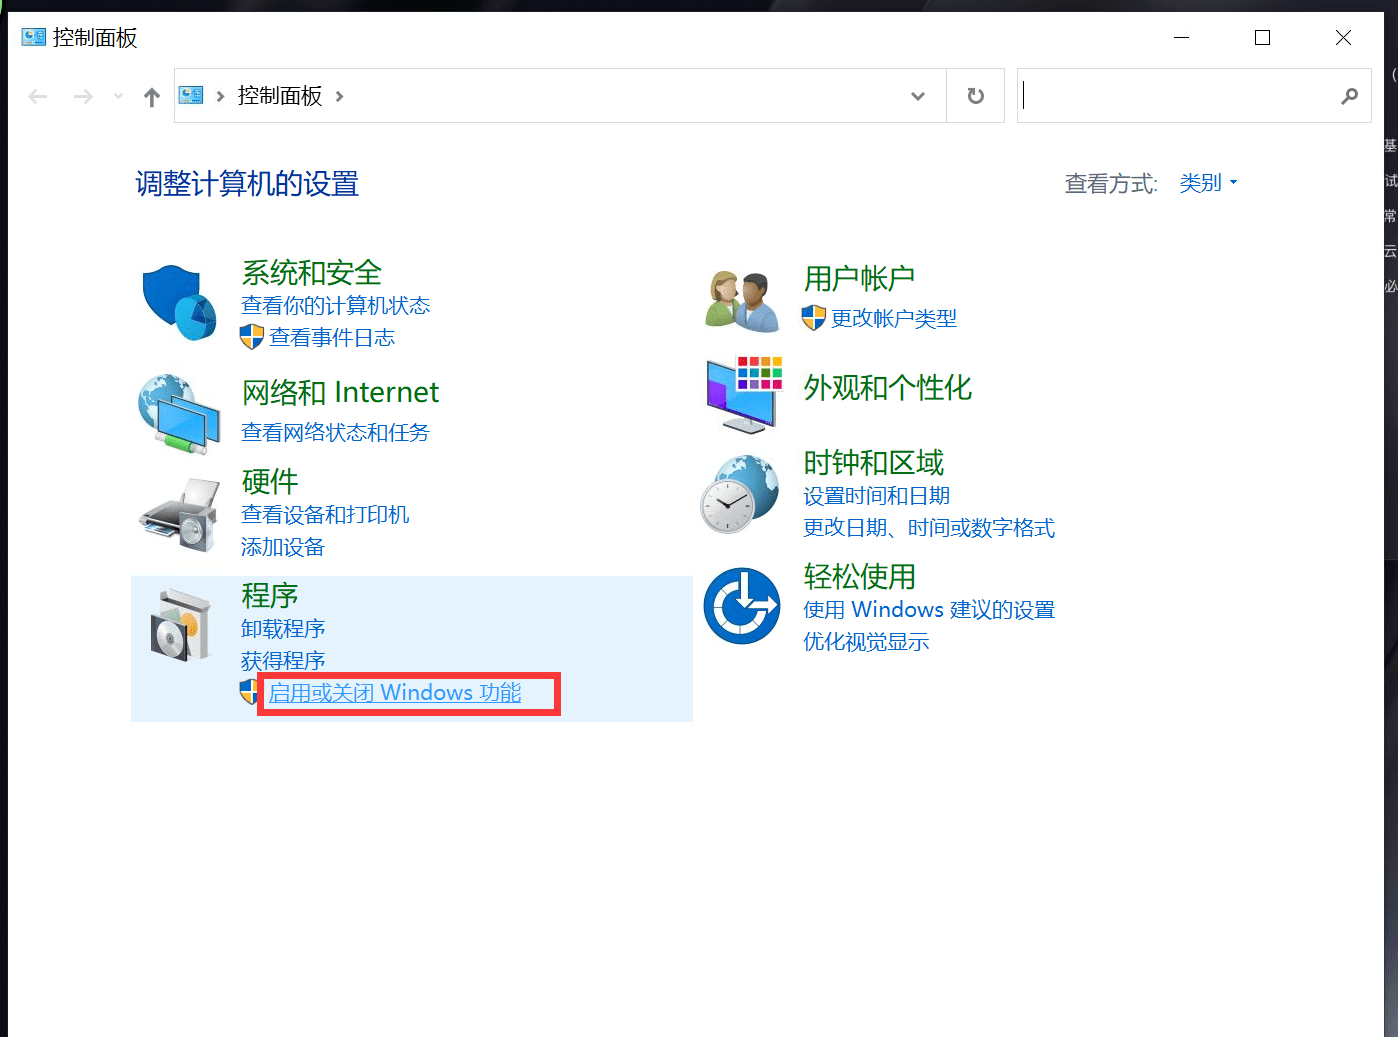 控制面板
控制面板
调整计算机的设置
查看方式: 类别
系统和安全
查看你的计算机状态
查看事件日志
网络和 Internet
查看网络状态和任务
硬件
查看设备和打印机
添加设备
程序
卸载程序
获得程序
启用或关闭 Windows 功能
用户帐户
更改帐户类型
外观和个性化
时钟和区域
设置时间和日期
更改日期、时间或数字格式
轻松使用
使用 Windows 建议的设置
优化视觉显示
(
基
试
常
云
必